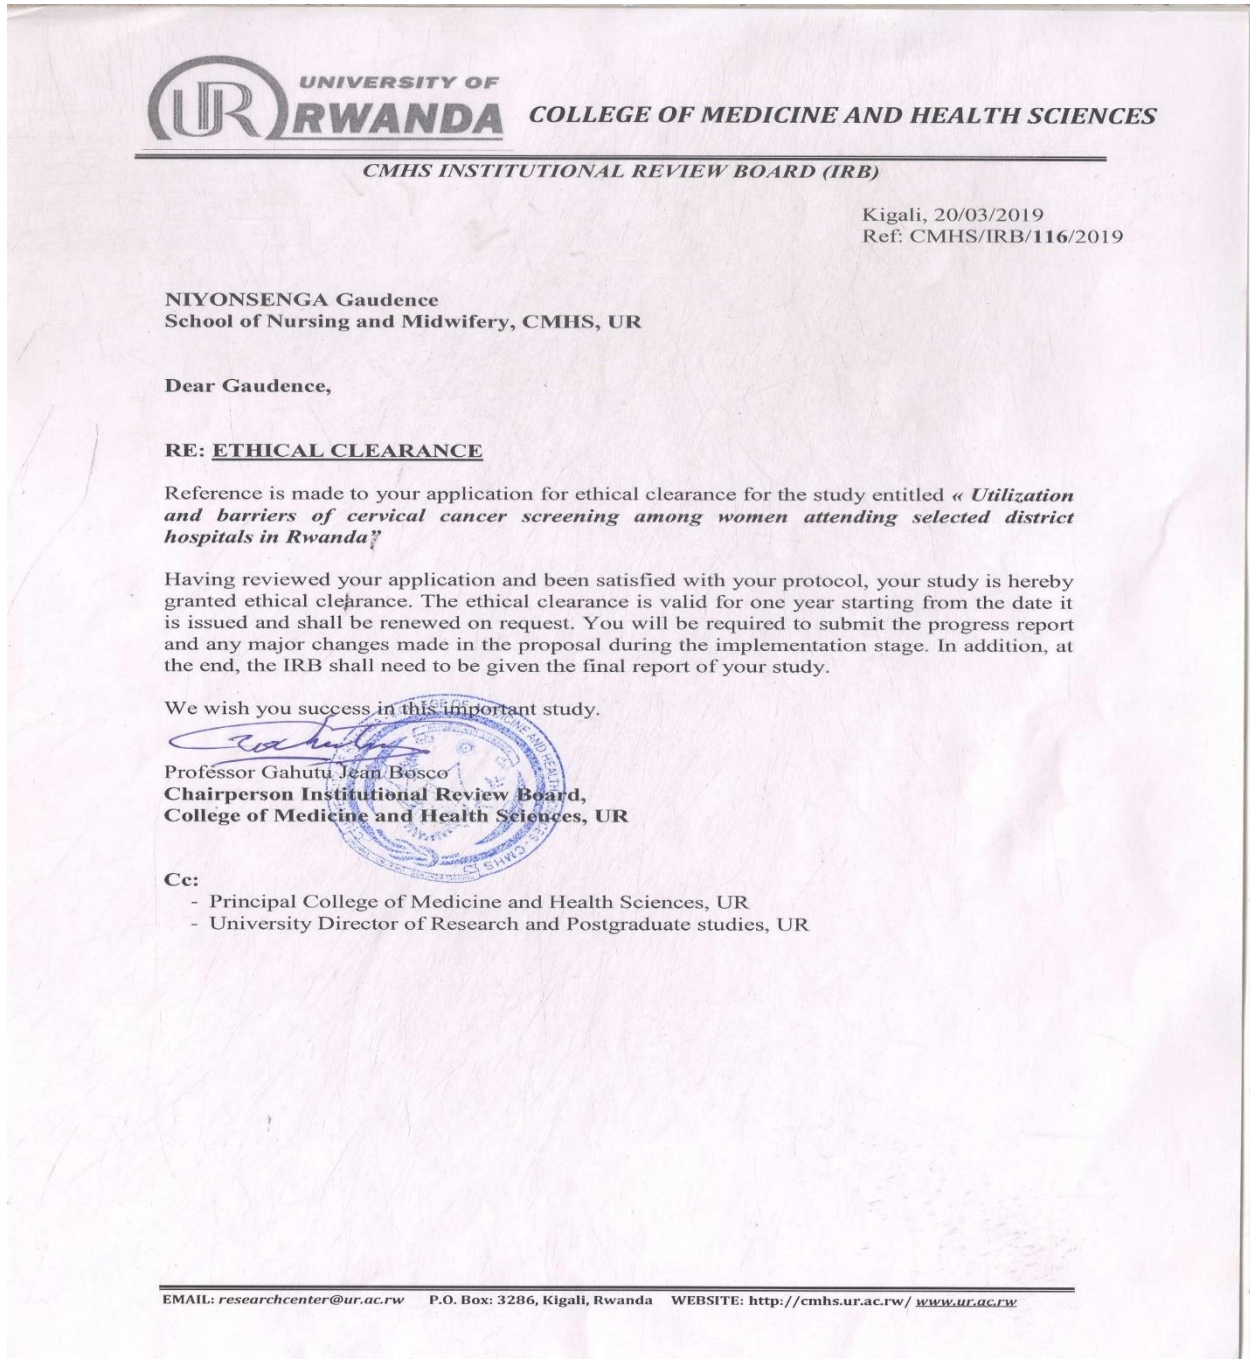 UR
UNIVERSITY OF
RWANDA
COLLEGE OF MEDICINE AND HEALTH SCIENCES
CMHS INSTITUTIONAL REVIEW BOARD (IRB)
Kigali, 20/03/2019
Ref: CMHS/IRB/116/2019
NIYONSENGA Gaudence
School of Nursing and Midwifery, CMHS, UR
Dear Gaudence,
RE: ETHICAL CLEARANCE
Reference is made to your application for ethical clearance for the study entitled « Utilization
and barriers of cervical cancer screening among women attending selected district
hospitals in Rwanda”
Having reviewed your application and been satisfied with your protocol, your study is hereby
granted ethical clearance. The ethical clearance is valid for one year starting from the date it
is issued and shall be renewed on request. You will be required to submit the progress report
and any major changes made in the proposal during the implementation stage. In addition, at
the end, the IRB shall need to be given the final report of your study.
We wish you success in this important study.
Professor Gahutu Jean Bosco
Chairperson Institutional Review Board,
College of Medicine and Health Sciences, UR
COLLEGE OF MEDICINE AND HEALTH SCIENCES - CMHS
Cc:
- Principal College of Medicine and Health Sciences, UR
- University Director of Research and Postgraduate studies, UR
EMAIL: researchcenter@ur.ac.rw P.O. Box: 3286, Kigali, Rwanda WEBSITE: http://cmhs.ur.ac.rw/ www.ur.ac.rw